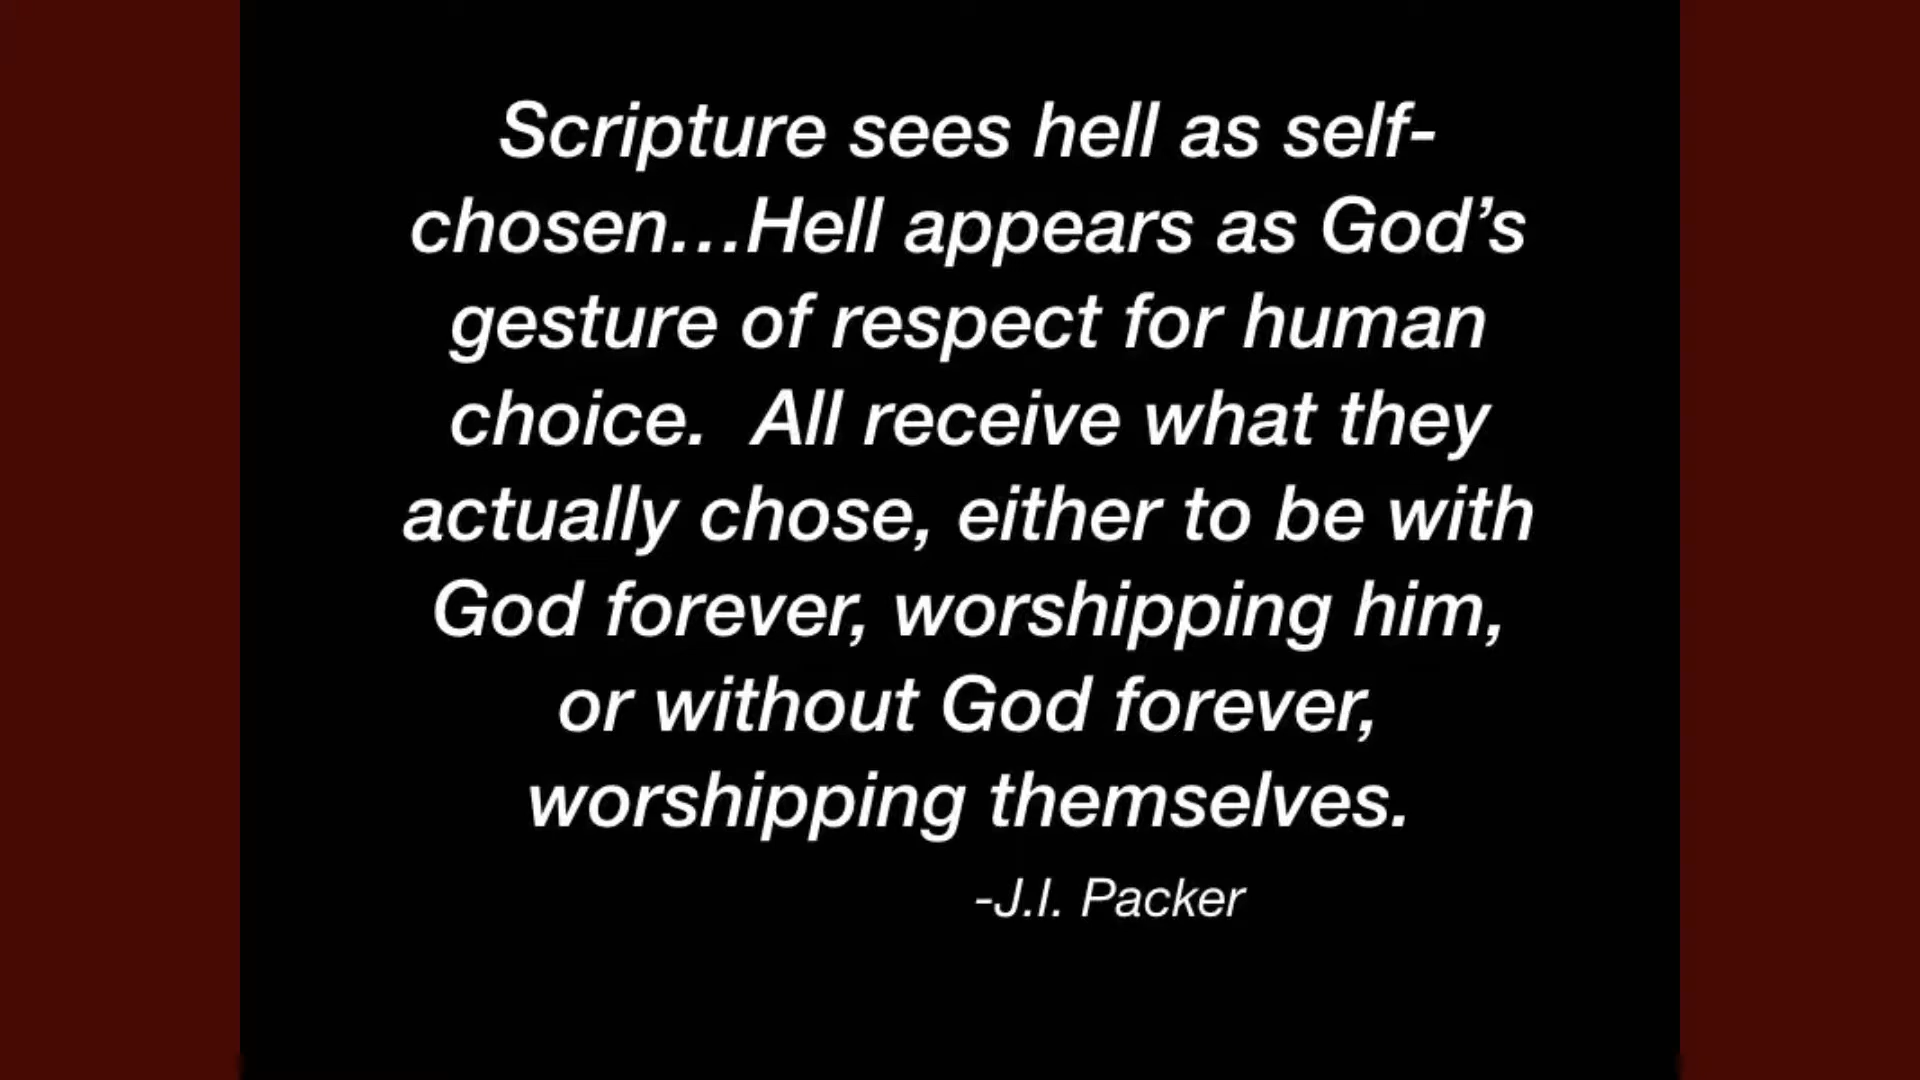 Scripture sees hell as self-
chosen...Hell appears as God’s
gesture of respect for human
choice.  All receive what they
actually chose, either to be with
God forever, worshipping him,
or without God forever,
worshipping themselves.
-J.I. Packer